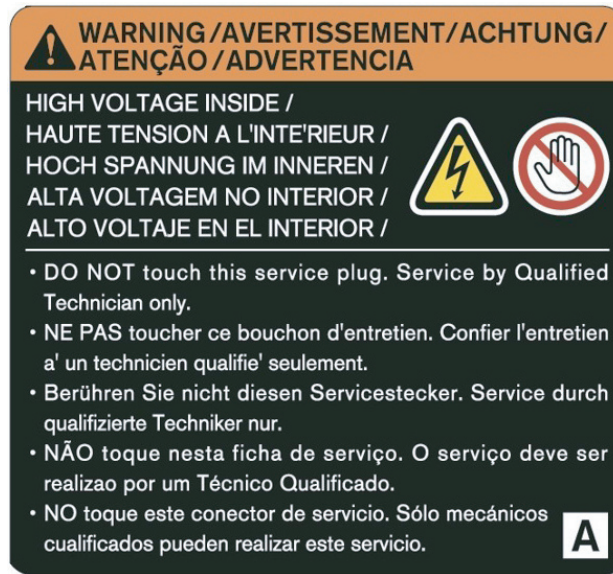 WARNING/AVERTISSEMENT/ACHTUNG/
ATENÇÃO/ADVERTENCIA
HIGH VOLTAGE INSIDE /
HAUTE TENSION A L'INTE'RIEUR /
HOCH SPANNUNG IM INNEREN /
ALTA VOLTAGEM NO INTERIOR /
ALTO VOLTAJE EN EL INTERIOR /
· DO NOT touch this service plug. Service by Qualified
Technician only.
· NE PAS toucher ce bouchon d'entretien. Confier l'entretien
a' un technicien qualifie' seulement.
· Berühren Sie nicht diesen Servicestecker. Service durch
qualifizierte Techniker nur.
· NÃO toque nesta ficha de serviço. O serviço deve ser
realizao por um Técnico Qualificado.
· NO toque este conector de servicio. Sólo mecánicos
cualificados pueden realizar este servicio.
A